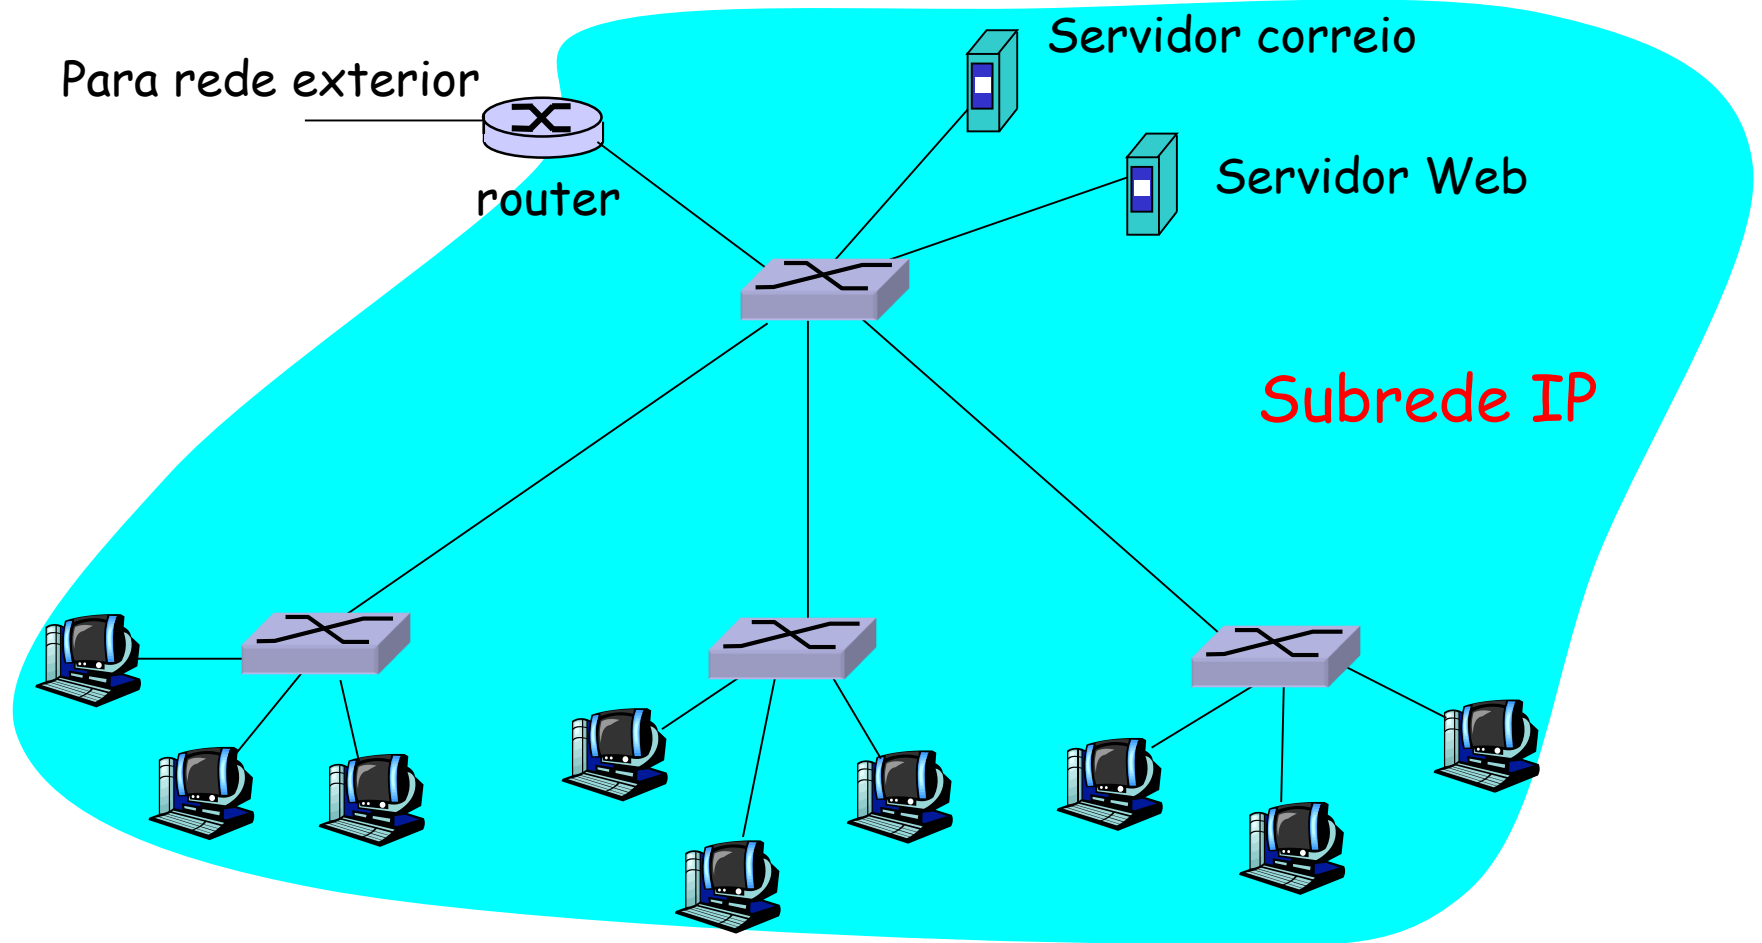 Servidor correio
Para rede exterior
Servidor Web
router
Subrede IP